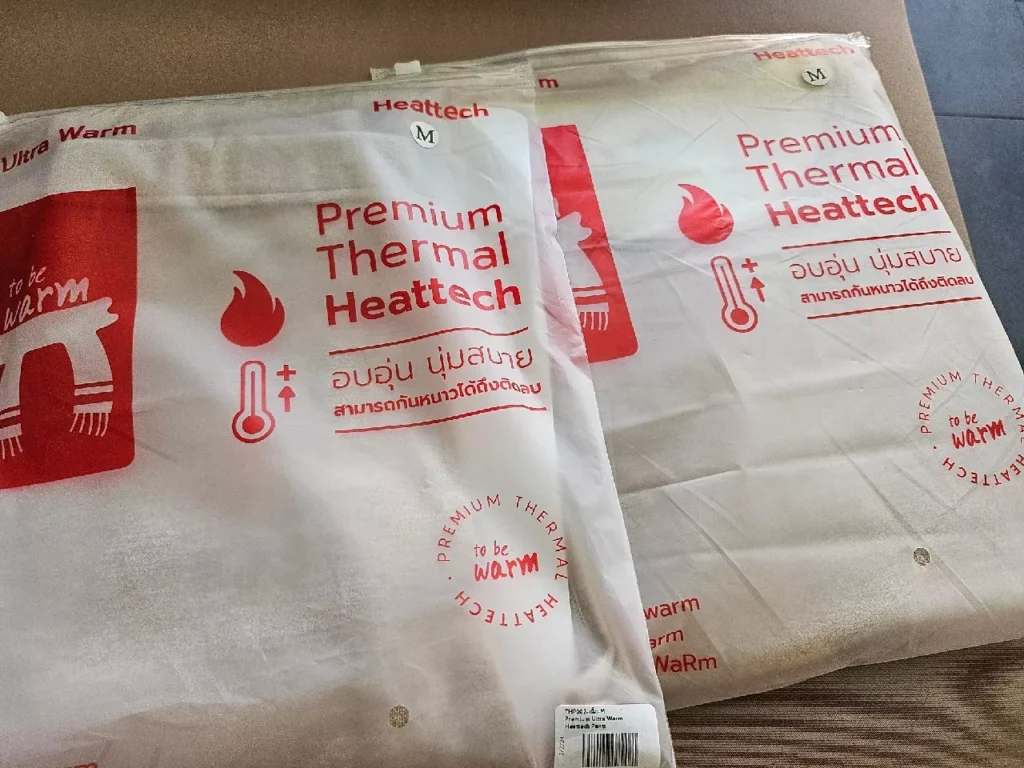 Ultra Warm
Heattech
M
to be
warm
Premium
Thermal
Heattech
อบอุ่น นุ่มสบาย
สามารถกันหนาวได้ถึงติดลบ
PREMIUM THERMAL HEATTECH
to be
warm
Premium Ultra Warm
Heattech Pang
Heattech
M
Premium
Thermal
Heattech
อบอุ่น นุ่มสบาย
สามารถกันหนาวได้ถึงติดลบ
PREMIUM THERMAL HEATTECH
to be
warm
warm
WaRm